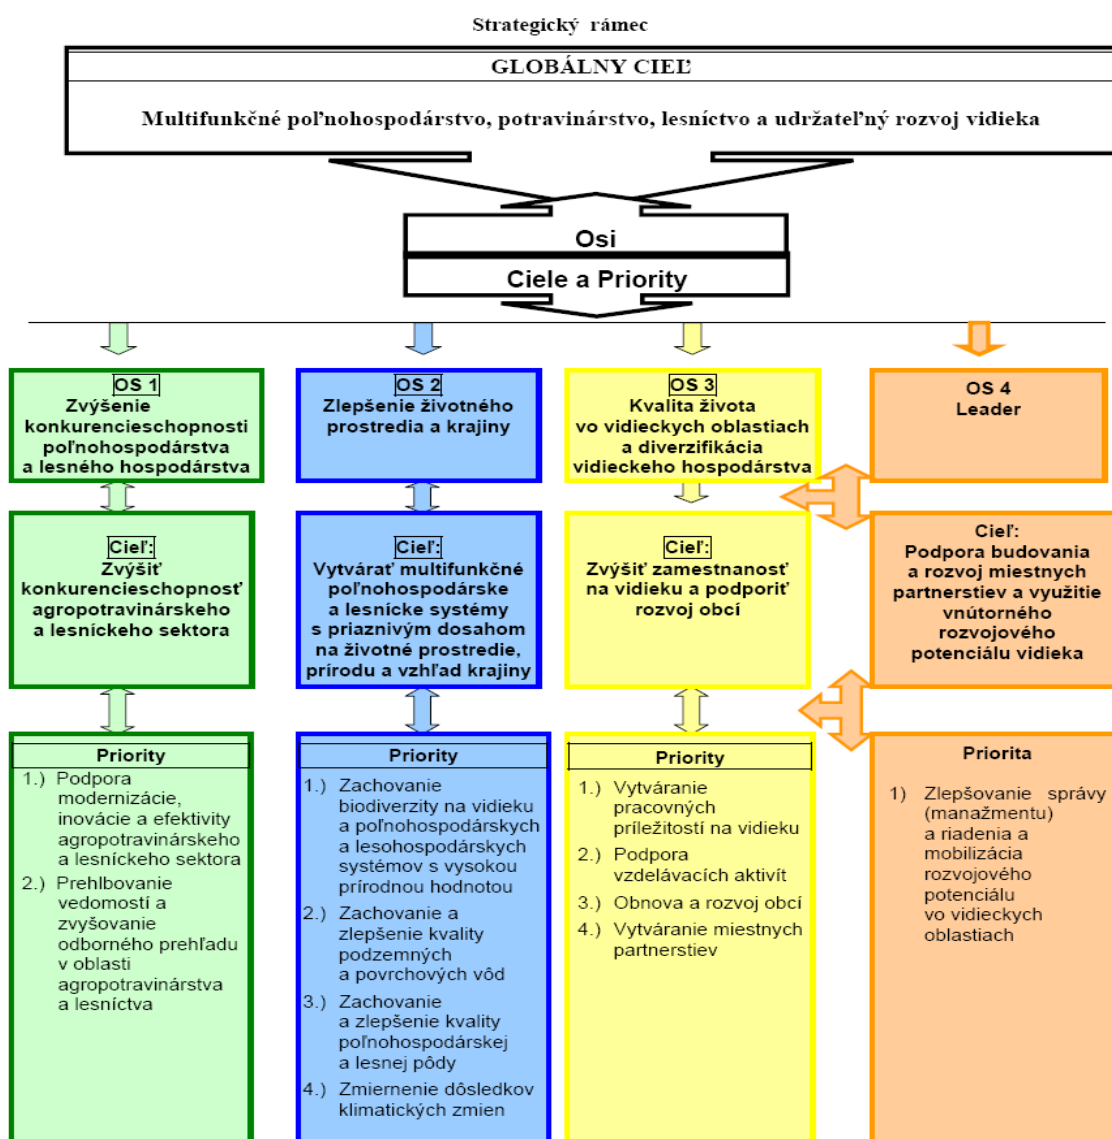 Strategický rámec
GLOBÁLNY CIEĽ
Multifunkčné poľnohospodárstvo, potravinárstvo, lesníctvo a udržateľný rozvoj vidieka
Osi
Ciele a Priority
OS 1
Zvýšenie
konkurencieschopnosti
poľnohospodárstva
a lesného hospodárstva
OS 2
Zlepšenie životného
prostredia a krajiny
OS 3
Kvalita života
vo vidieckych oblastiach
a diverzifikácia
vidieckeho hospodárstva
OS 4
Leader
Cieľ:
Zvýšiť
konkurencieschopnosť
agropotravinárskeho
a lesníckeho sektora
Cieľ:
Vytvárať multifunkčné
poľnohospodárske
a lesnícke systémy
s priaznivým dosahom
na životné prostredie,
prírodu a vzhľad krajiny
Cieľ:
Zvýšiť zamestnanosť
na vidieku a podporiť
rozvoj obcí
Cieľ:
Podpora budovania
a rozvoj miestnych
partnerstiev a využitie
vnútorného
rozvojového
potenciálu vidieka
Priority
1.) Podpora
modernizácie,
inovácie a efektivity
agropotravinárskeho
a lesníckeho sektora
2.) Prehlbovanie
vedomostí a
zvyšovanie
odborného prehľadu
v oblasti
agropotravinárstva
a lesníctva
Priority
1.) Zachovanie
biodiverzity na vidieku
a poľnohospodárskych
a lesohospodárskych
systémov s vysokou
prírodnou hodnotou
2.) Zachovanie a
zlepšenie kvality
podzemných
a povrchových vôd
3.) Zachovanie
a zlepšenie kvality
poľnohospodárskej
a lesnej pôdy
4.) Zmiernenie dôsledkov
klimatických zmien
Priority
1.) Vytváranie
pracovných
príležitostí na vidieku
2.) Podpora
vzdelávacích aktivít
3.) Obnova a rozvoj obcí
4.) Vytváranie miestnych
partnerstiev
Priorita
1) Zlepšovanie správy
(manažmentu)
a riadenia a
mobilizácia
rozvojového
potenciálu
vo vidieckych
oblastiach